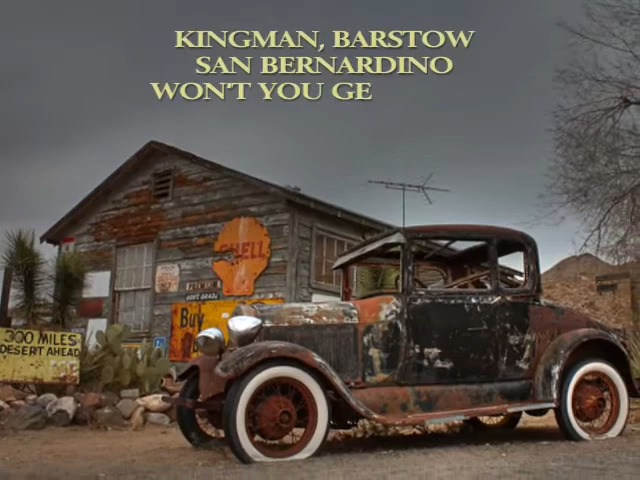 KINGMAN, BARSTOW
SAN BERNARDINO
WON'T YOU GE
SHELL
Buy
300 MILES
DESERT AHEAD